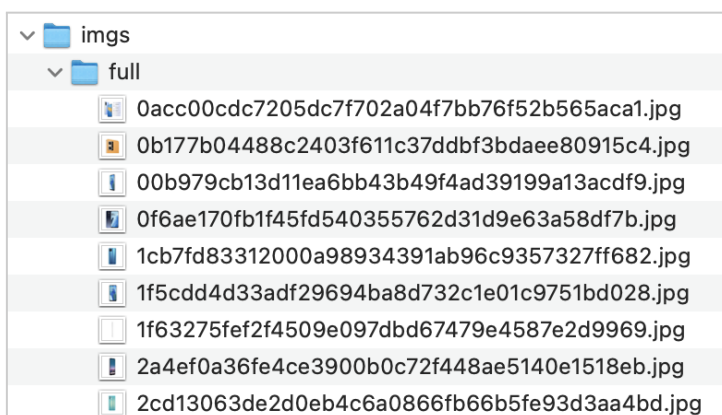 imgs
full
0acc00cdc7205dc7f702a04f7bb76f52b565aca1.jpg
0b177b04488c2403f611c37ddbf3bdaee80915c4.jpg
00b979cb13d11ea6bb43b49f4ad39199a13acdf9.jpg
0f6ae170fb1f45fd540355762d31d9e63a58df7b.jpg
1cb7fd83312000a98934391ab96c9357327ff682.jpg
1f5cdd4d33adf29694ba8d732c1e01c9751bd028.jpg
1f63275fef2f4509e097dbd67479e4587e2d9969.jpg
2a4ef0a36fe4ce3900b0c72f448ae5140e1518eb.jpg
2cd13063de2d0eb4c6a0866fb66b5fe93d3aa4bd.jpg